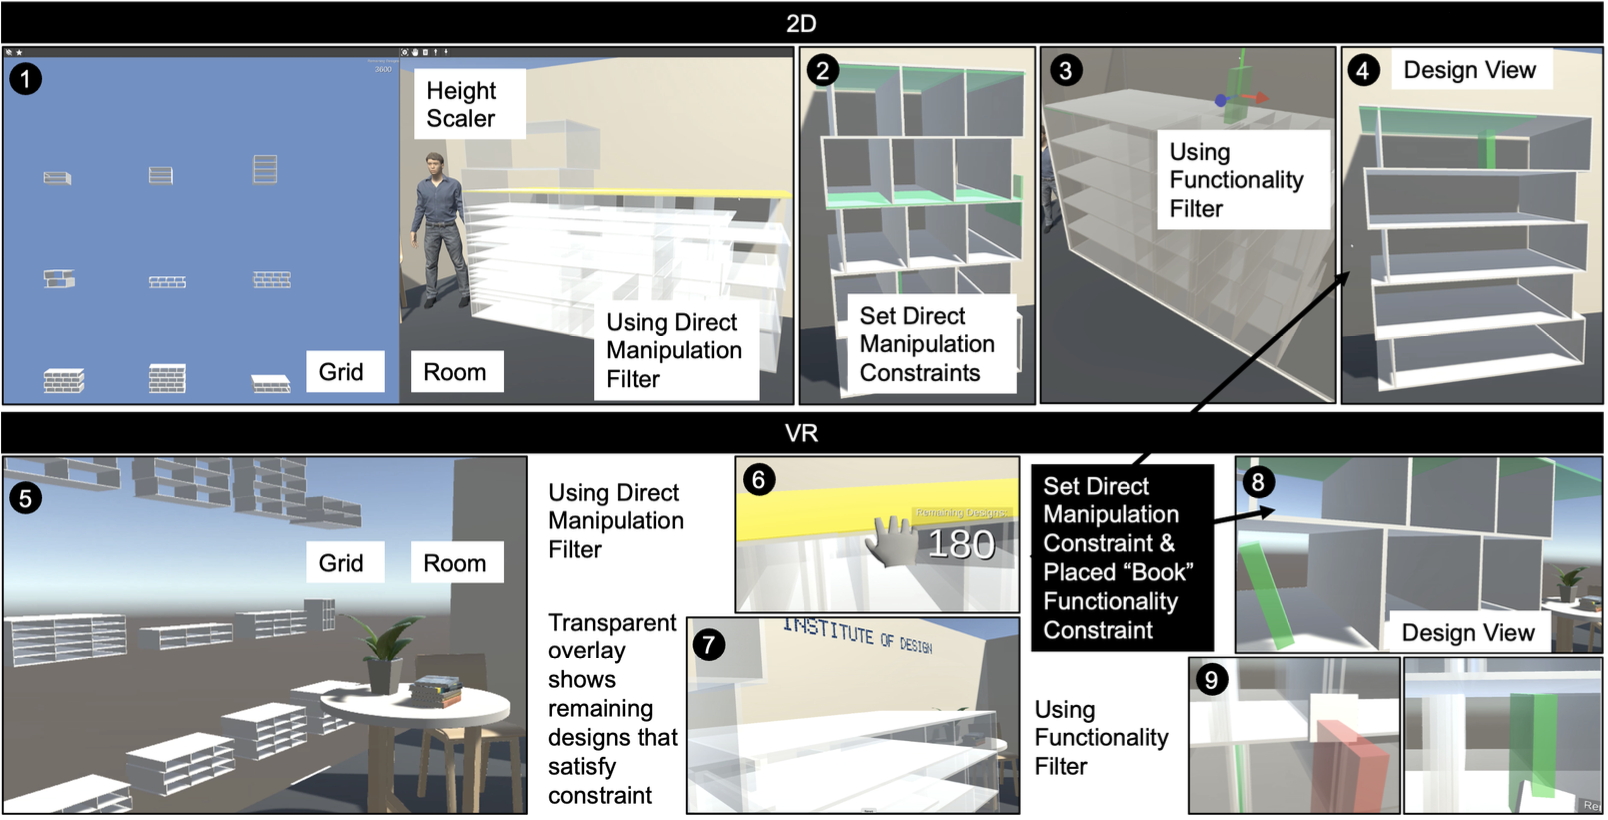 2D
1
3600
Height
Scaler
Using Direct
Manipulation
Filter
Grid
Room
2
Set Direct
Manipulation
Constraints
3
Using
Functionality
Filter
4
Design View
VR
5
Grid
Room
Using Direct
Manipulation
Filter
6
Remaining Designs:
180
Transparent
overlay
shows
remaining
designs that
satisfy
constraint
7
INSTITUTE OF DESIGN
Set Direct
Manipulation
Constraint &
Placed “Book”
Functionality
Constraint
8
Design View
Using
Functionality
Filter
9